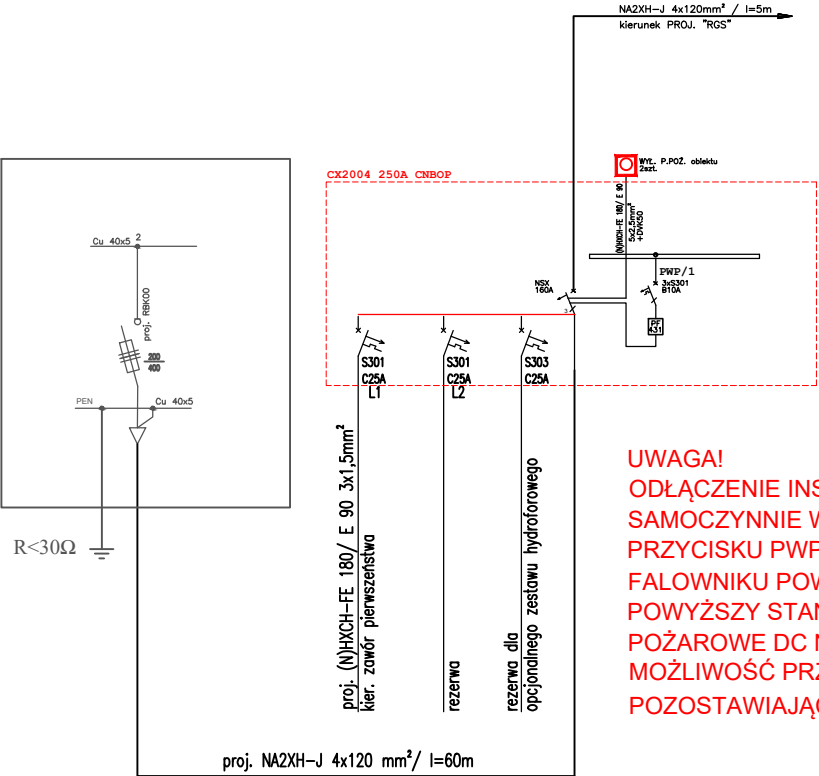 NA2XH-J 4x120mm² / l=5m
kierunek PROJ. "RGS"
WYŁ. P.POŻ. obiektu
2szt.
CX2004 250A CNBOP
(N)HXCH-FE 180/ E 90
5x2,5mm²
+DVK50
Cu 40x5 2
PWP/1
NSX
160A
3xS301
B10A
3
proj. RBK00
PF
431
200
400
S301
C25A
L1
S301
C25A
L2
S303
C25A
PEN
Cu 40x5
proj. (N)HXCH-FE 180/ E 90 3x1,5mm²
kier. zawór pierwszeństwa
rezerwa
rezerwa dla
opcjonalnego zestawu hydroforowego
R<30Ω
UWAGA!
ODŁĄCZENIE INS
SAMOCZYNNIE W
PRZYCISKU PWP
FALOWNIKU POW
POWYŻSZY STAN
POŻAROWE DC N
MOŻLIWOŚĆ PRZ
POZOSTAWIAJĄC
proj. NA2XH-J 4x120 mm²/ l=60m